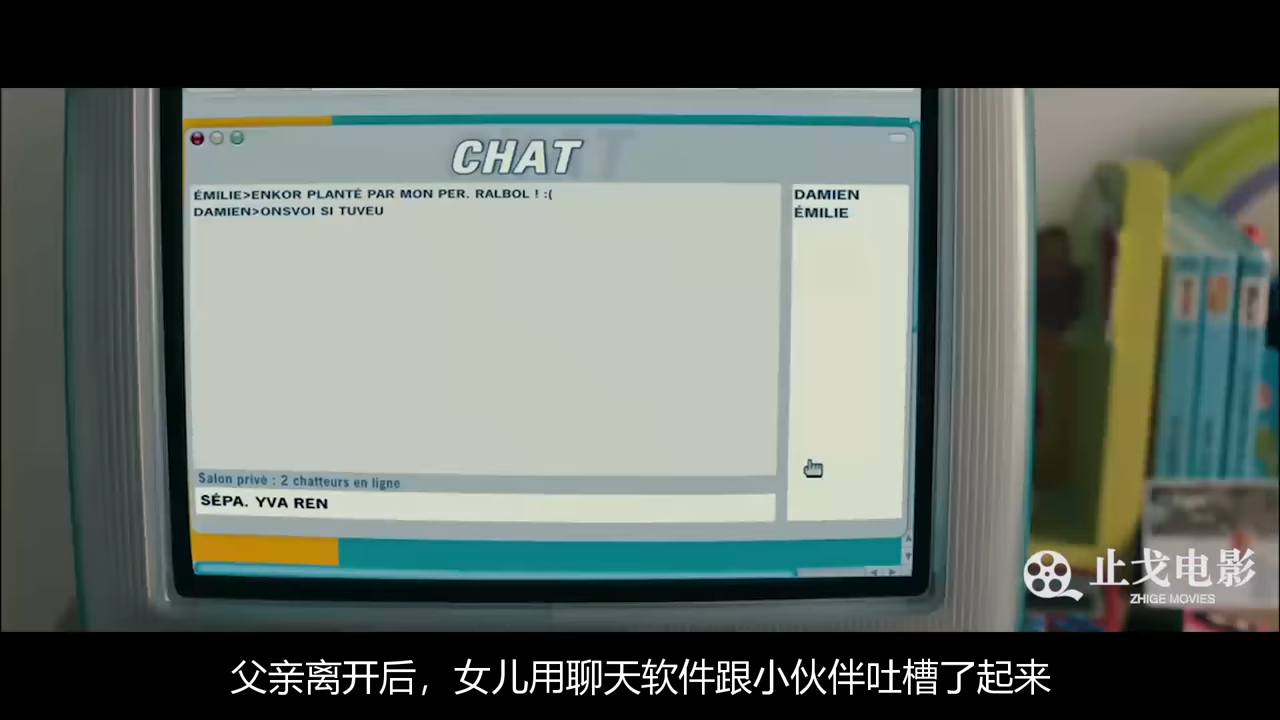 CHAT
ÉMILIE>ENKOR PLANTÉ PAR MON PER. RALBOL ! :(
DAMIEN>ONSVOI SI TUVEU
DAMIEN
ÉMILIE
Salon privé : 2 chatteurs en ligne
SÉPA. YVA REN
止戈电影
ZHIGE MOVIES
父亲离开后，女儿用聊天软件跟小伙伴吐槽了起来